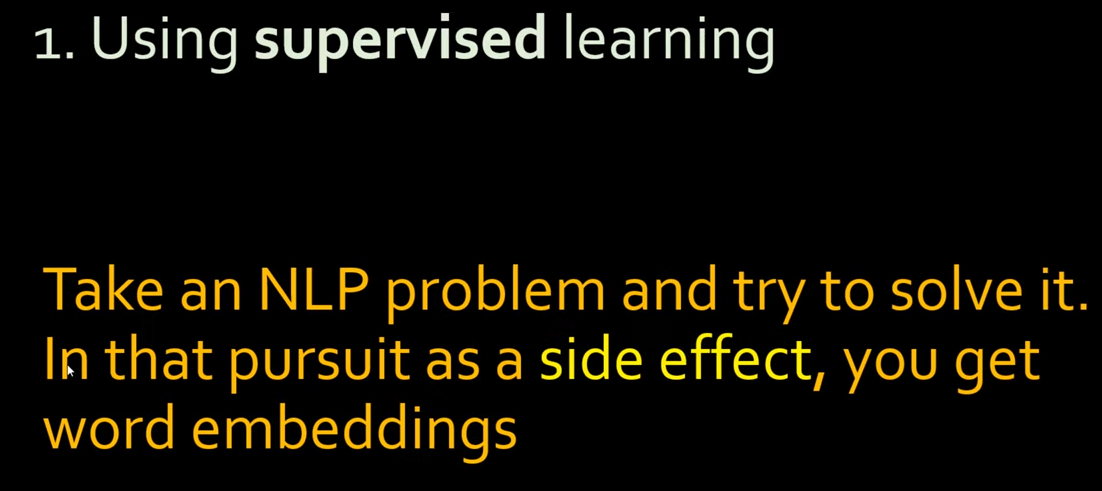 1. Using supervised learning
Take an NLP problem and try to solve it.
In that pursuit as a side effect, you get
word embeddings